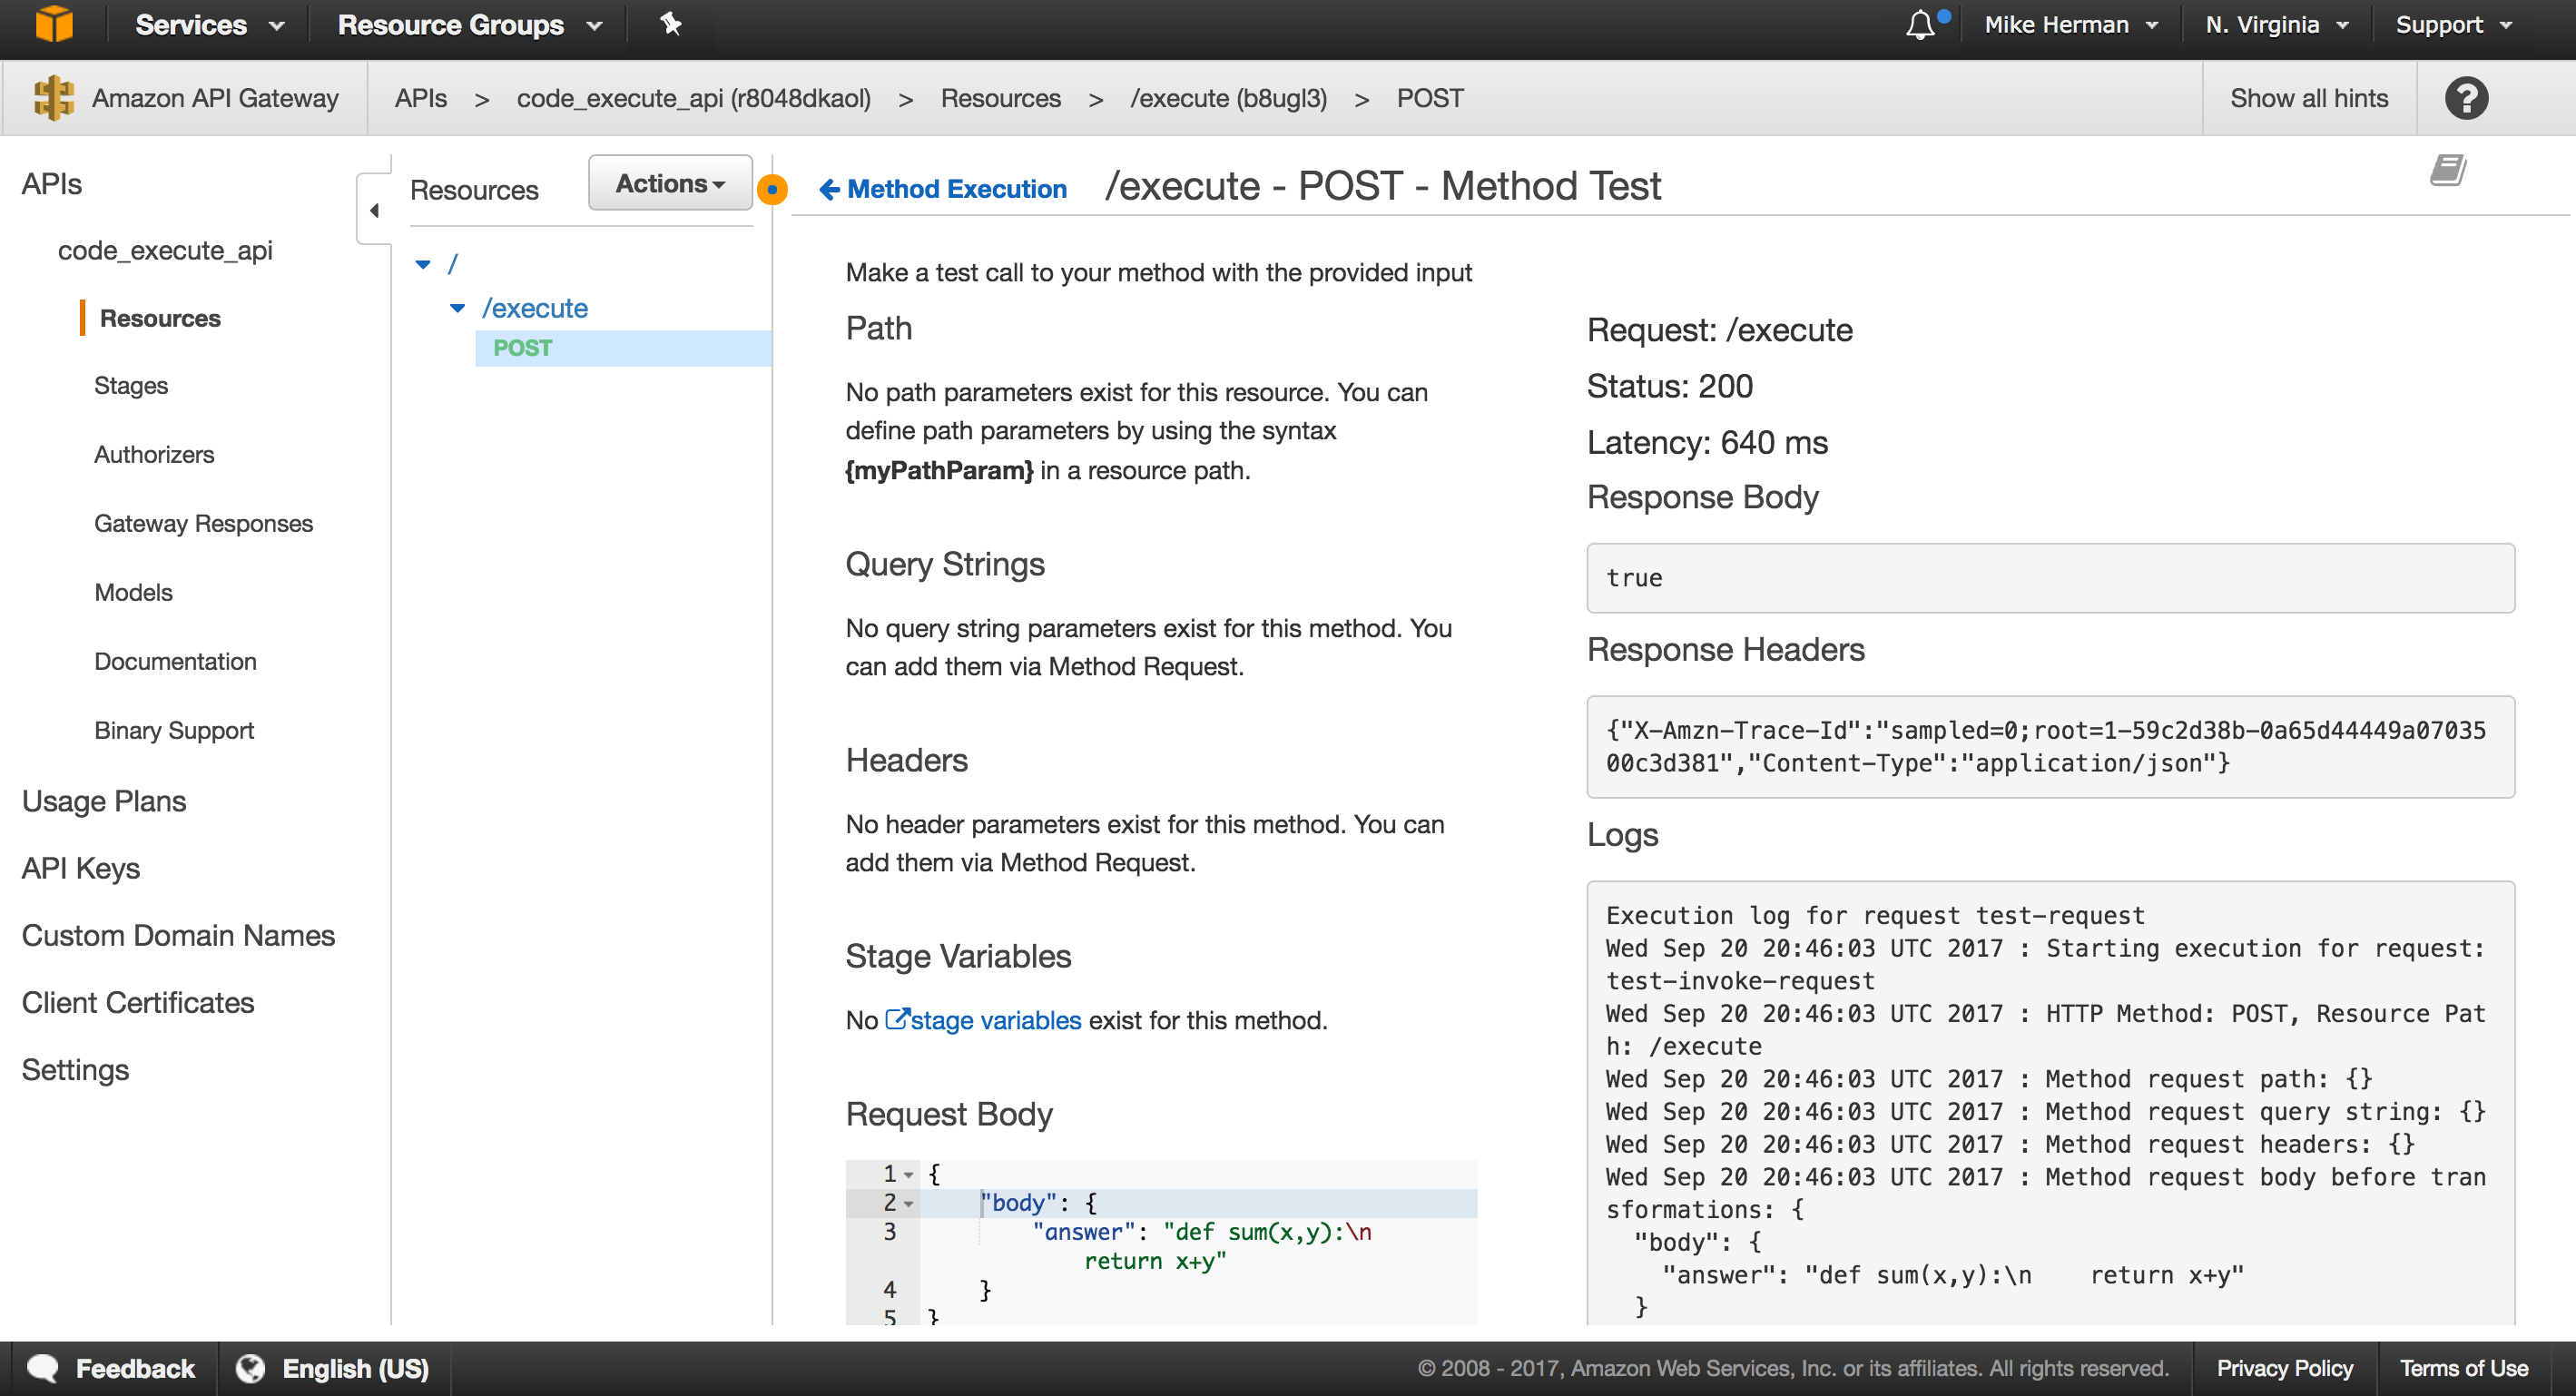 Services
Resource Groups
Mike Herman
N. Virginia
Support
Amazon API Gateway
APIs > code_execute_api (r8048dkaol) > Resources > /execute (b8ugl3) > POST
Show all hints
?
APIs
code_execute_api
Resources
Stages
Authorizers
Gateway Responses
Models
Documentation
Binary Support
Usage Plans
API Keys
Custom Domain Names
Client Certificates
Settings
Resources
Actions
/
/execute
POST
Method Execution
/execute - POST - Method Test
Make a test call to your method with the provided input
Path
No path parameters exist for this resource. You can
define path parameters by using the syntax
{myPathParam} in a resource path.
Query Strings
No query string parameters exist for this method. You
can add them via Method Request.
Headers
No header parameters exist for this method. You can
add them via Method Request.
Stage Variables
No stage variables exist for this method.
Request Body
1 {
2 "body": {
3 "answer": "def sum(x,y):\n
return x+y"
4 }
5 }
Request: /execute
Status: 200
Latency: 640 ms
Response Body
true
Response Headers
{"X-Amzn-Trace-Id":"sampled=0;root=1-59c2d38b-0a65d44449a07035
00c3d381","Content-Type":"application/json"}
Logs
Execution log for request test-request
Wed Sep 20 20:46:03 UTC 2017 : Starting execution for request:
test-invoke-request
Wed Sep 20 20:46:03 UTC 2017 : HTTP Method: POST, Resource Pat
h: /execute
Wed Sep 20 20:46:03 UTC 2017 : Method request path: {}
Wed Sep 20 20:46:03 UTC 2017 : Method request query string: {}
Wed Sep 20 20:46:03 UTC 2017 : Method request headers: {}
Wed Sep 20 20:46:03 UTC 2017 : Method request body before tran
sformations: {
"body": {
"answer": "def sum(x,y):\n    return x+y"
}
Feedback
English (US)
© 2008 - 2017, Amazon Web Services, Inc. or its affiliates. All rights reserved.
Privacy Policy
Terms of Use